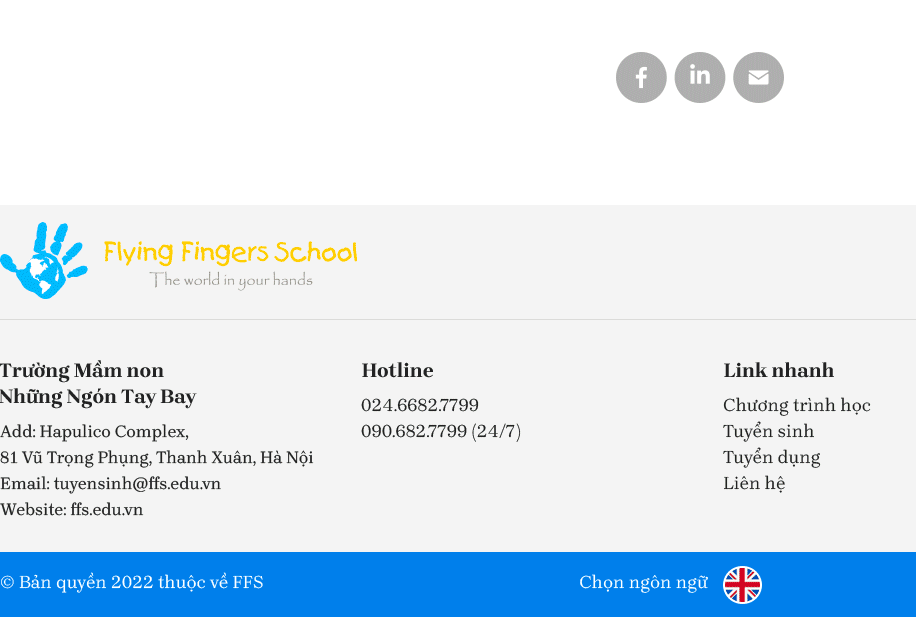 Flying Fingers School
The world in your hands
Trường Mầm non
Những Ngón Tay Bay
Add: Hapulico Complex,
81 Vũ Trọng Phụng, Thanh Xuân, Hà Nội
Email: tuyensinh@ffs.edu.vn
Website: ffs.edu.vn
Hotline
024.6682.7799
090.682.7799 (24/7)
Link nhanh
Chương trình học
Tuyển sinh
Tuyển dụng
Liên hệ
© Bản quyền 2022 thuộc về FFS
Chọn ngôn ngữ